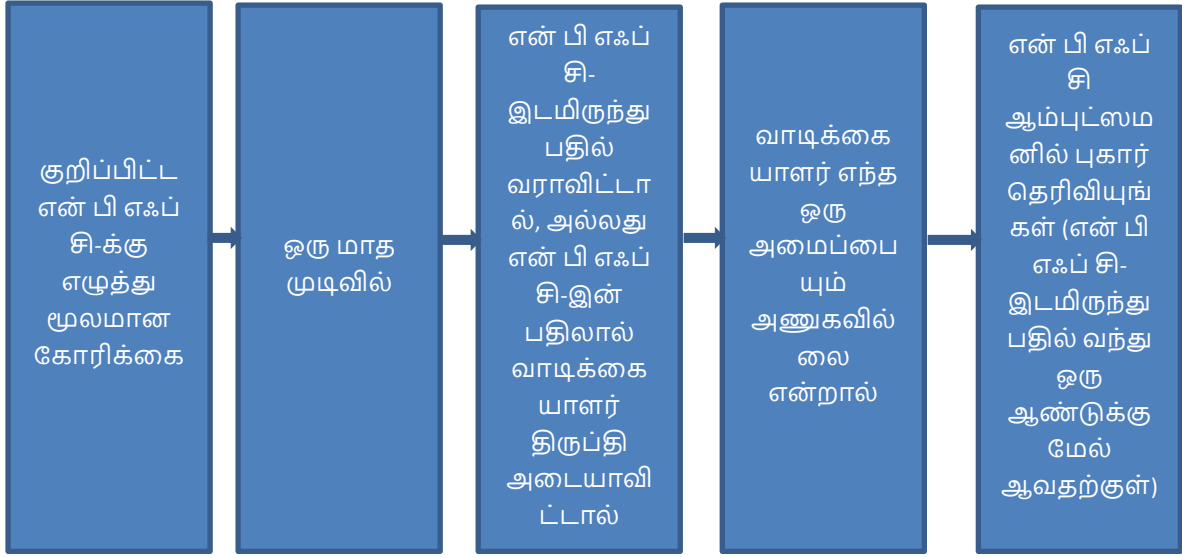 குறிப்பிட்ட
என் பி எஃப்
சி-க்கு
எழுத்து
மூலமான
கோரிக்கை
ஒரு மாத
முடிவில்
என் பி எஃப்
சி-
இடமிருந்து
பதில்
வராவிட்டா
ல், அல்லது
என் பி எஃப்
சி-இன்
பதிலால்
வாடிக்கை
யாளர்
திருப்தி
அடையாவி
ட்டால்
வாடிக்கை
யாளர் எந்த
ஒரு
அமைப்பை
யும்
அணுகவில்
லை
என்றால்
என் பி எஃப்
சி
ஆம்புட்ஸம
னில் புகார்
தெரிவியுங்
கள் (என் பி
எஃப் சி-
இடமிருந்து
பதில் வந்து
ஒரு
ஆண்டுக்கு
மேல்
ஆவதற்குள்)